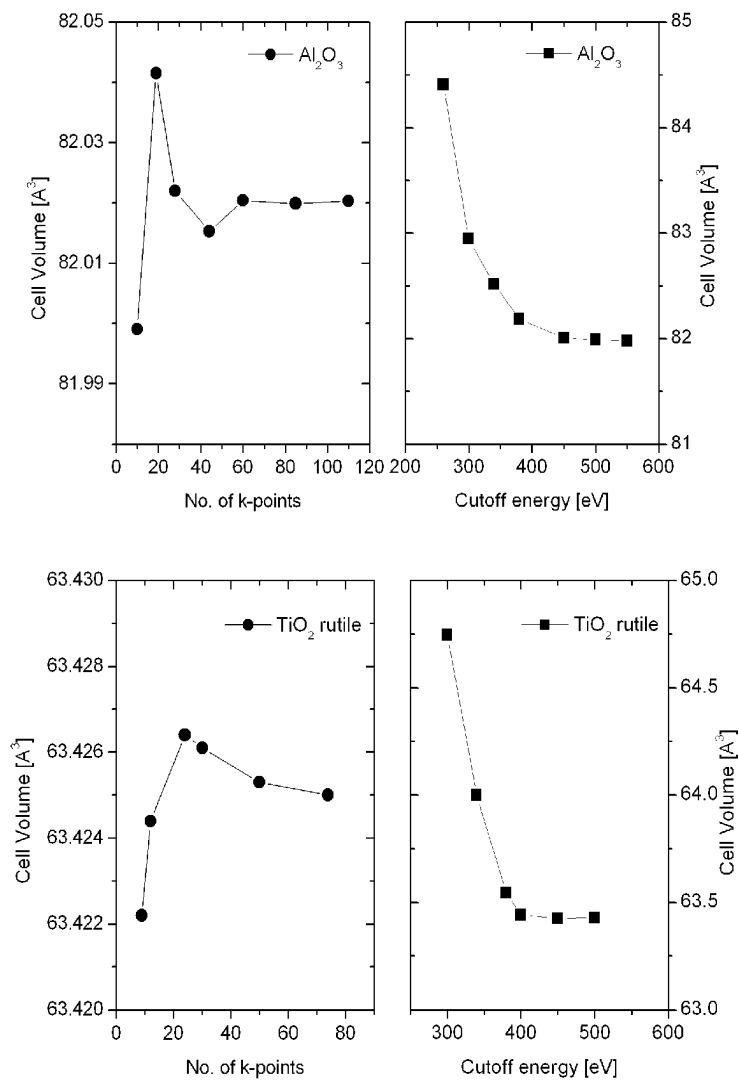 82.05
82.03
82.01
81.99
Cell Volume [A³]
Al₂O₃
0 20 40 60 80 100 120
No. of k-points
Al₂O₃
85
84
83
82
81
Cell Volume [A³]
200 300 400 500 600
Cutoff energy [eV]
63.430
63.428
63.426
63.424
63.422
63.420
Cell Volume [A³]
TiO₂ rutile
0 20 40 60 80
No. of k-points
TiO₂ rutile
65.0
64.5
64.0
63.5
63.0
Cell Volume [A³]
300 400 500 600
Cutoff energy [eV]